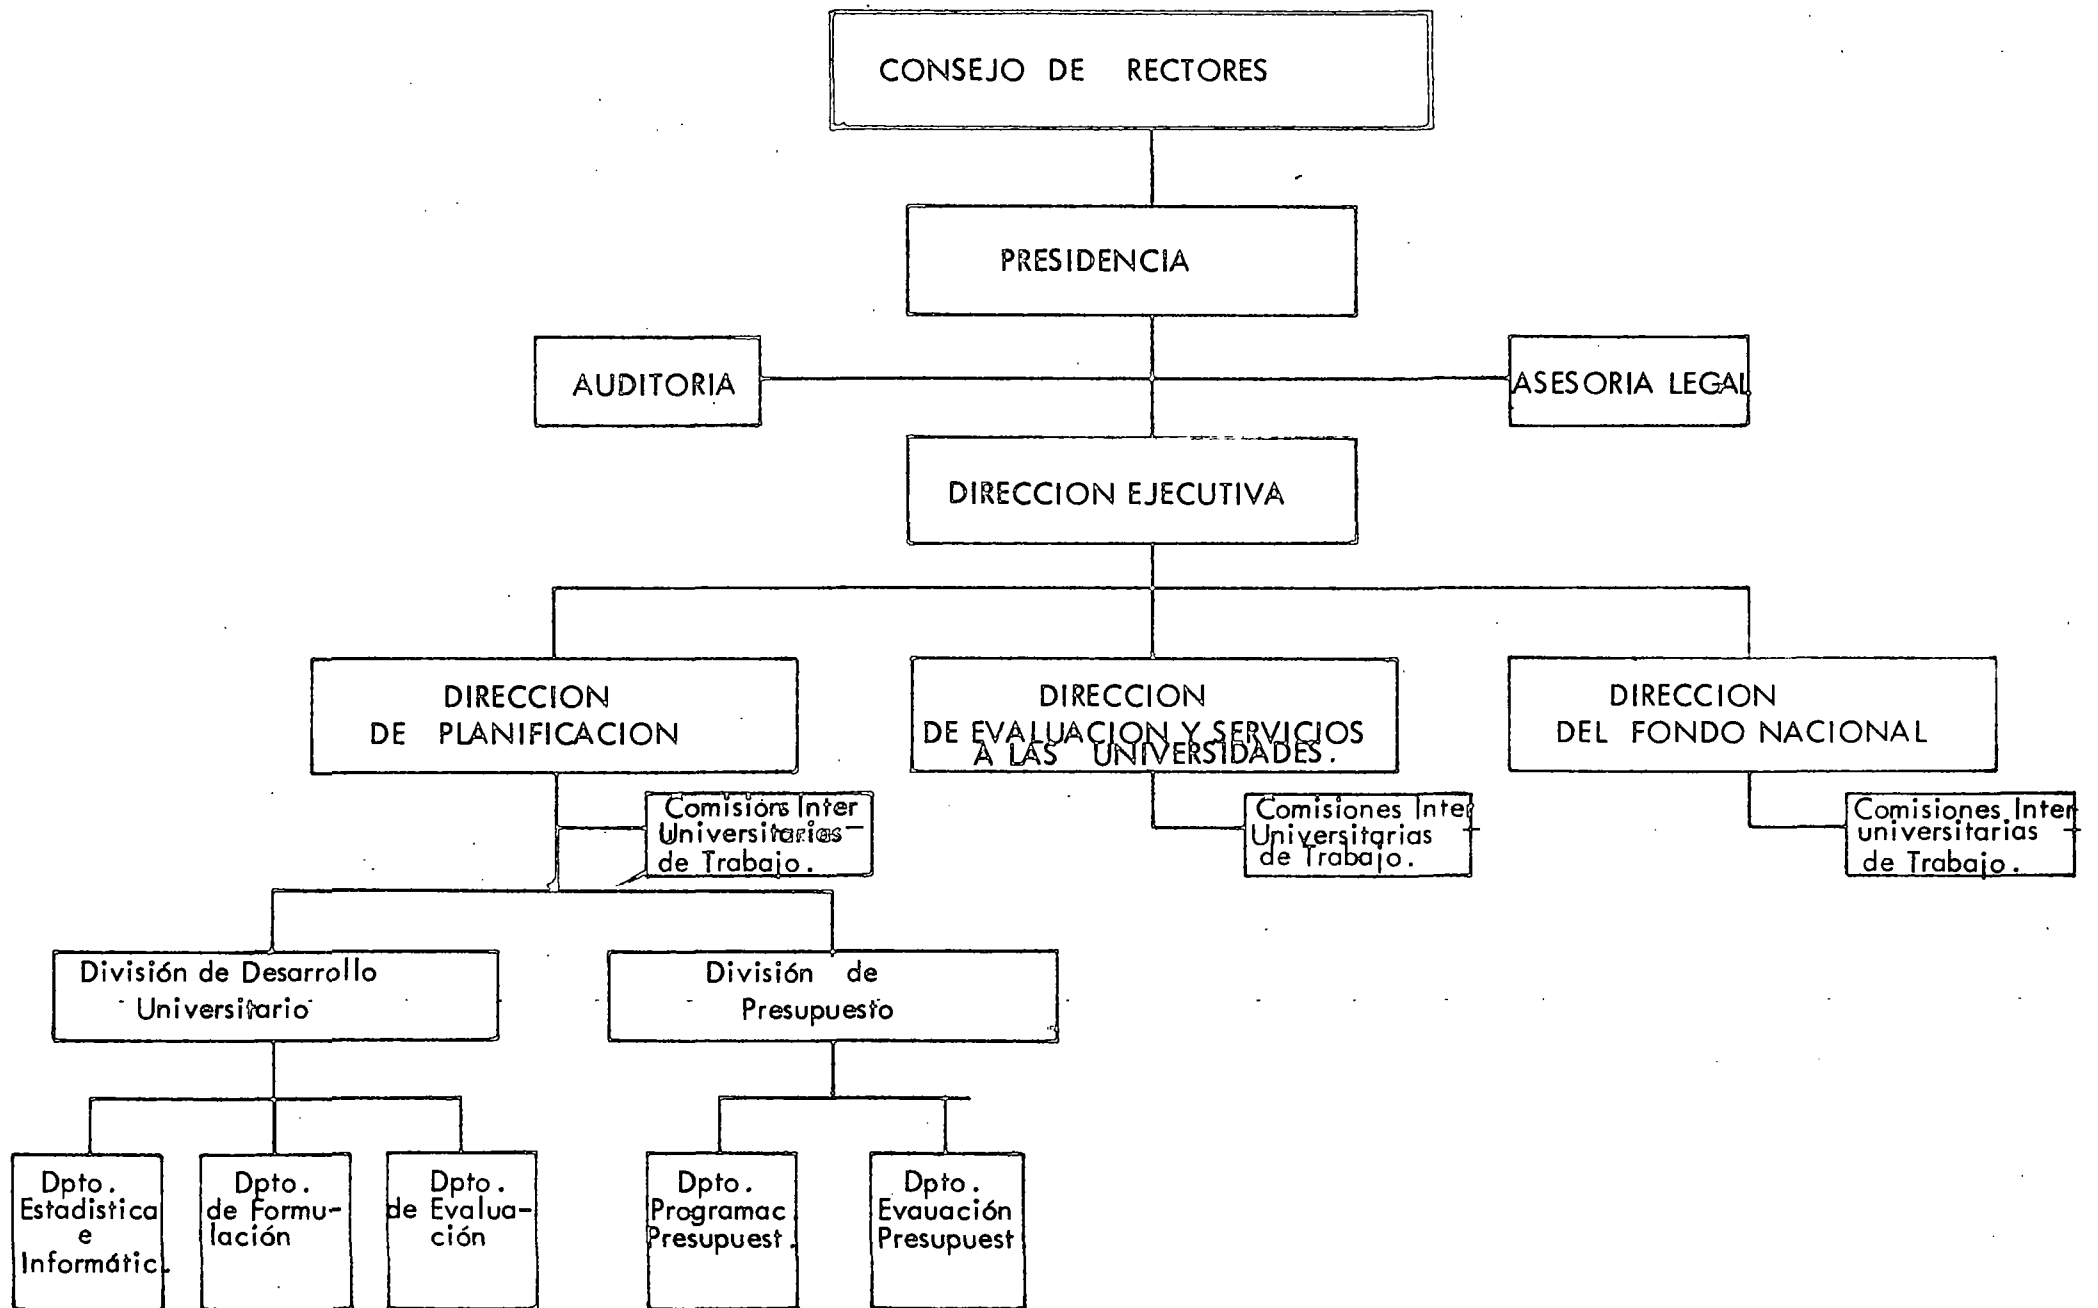 CONSEJO DE RECTORES
PRESIDENCIA
AUDITORIA
ASESORIA LEGAL
DIRECCION EJECUTIVA
DIRECCION
DE PLANIFICACION
DIRECCION
DE EVALUACION Y SERVICIOS
A LAS UNIVERSIDADES.
DIRECCION
DEL FONDO NACIONAL
Comisións Inter
Universitarias
de Trabajo.
Comisiones Inter
Universitarias
de Trabajo.
Comisiones Inter
universitarias
de Trabajo.
División de Desarrollo
Universitario
División de
Presupuesto
Dpto.
Estadistica
e
Informátic.
Dpto.
de Formu-
lación
Dpto.
de Evalua-
ción
Dpto.
Programac
Presupuest.
Dpto.
Evauación
Presupuest